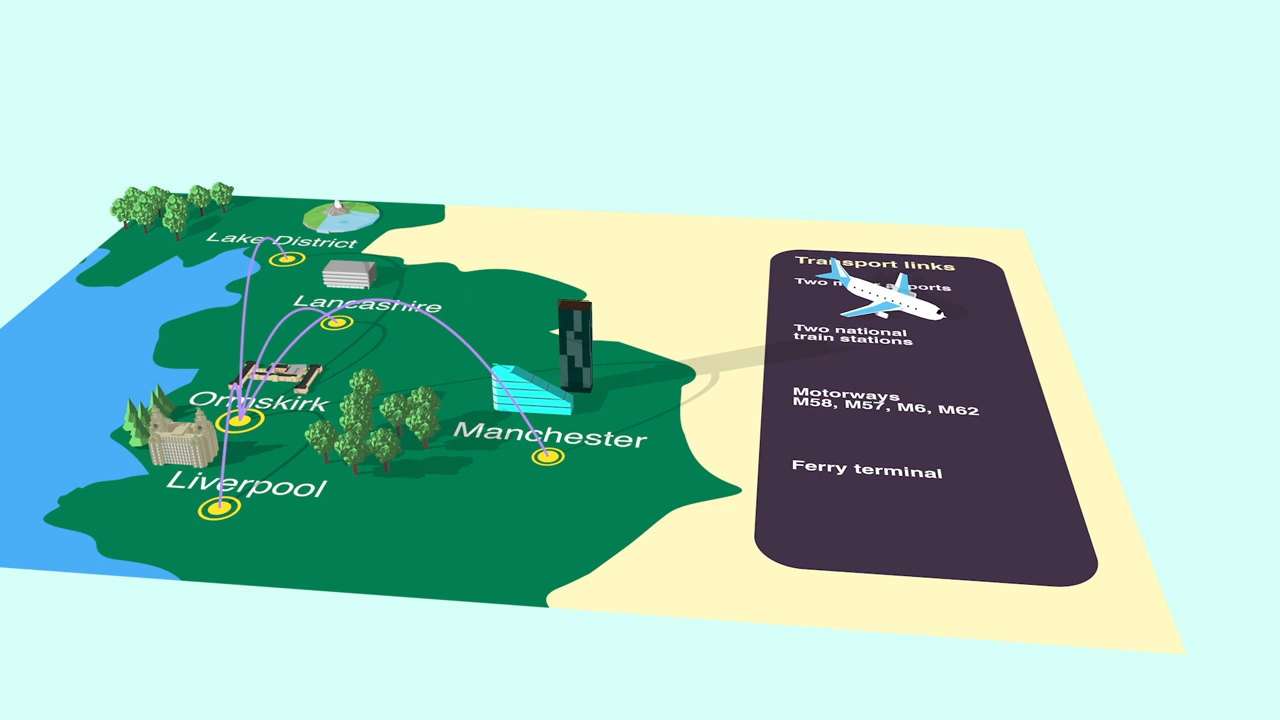 Lake District
Lancashire
Ormskirk
Liverpool
Manchester
Transport links
Two airports
Two national
train stations
Motorways
M58, M57, M6, M62
Ferry terminal